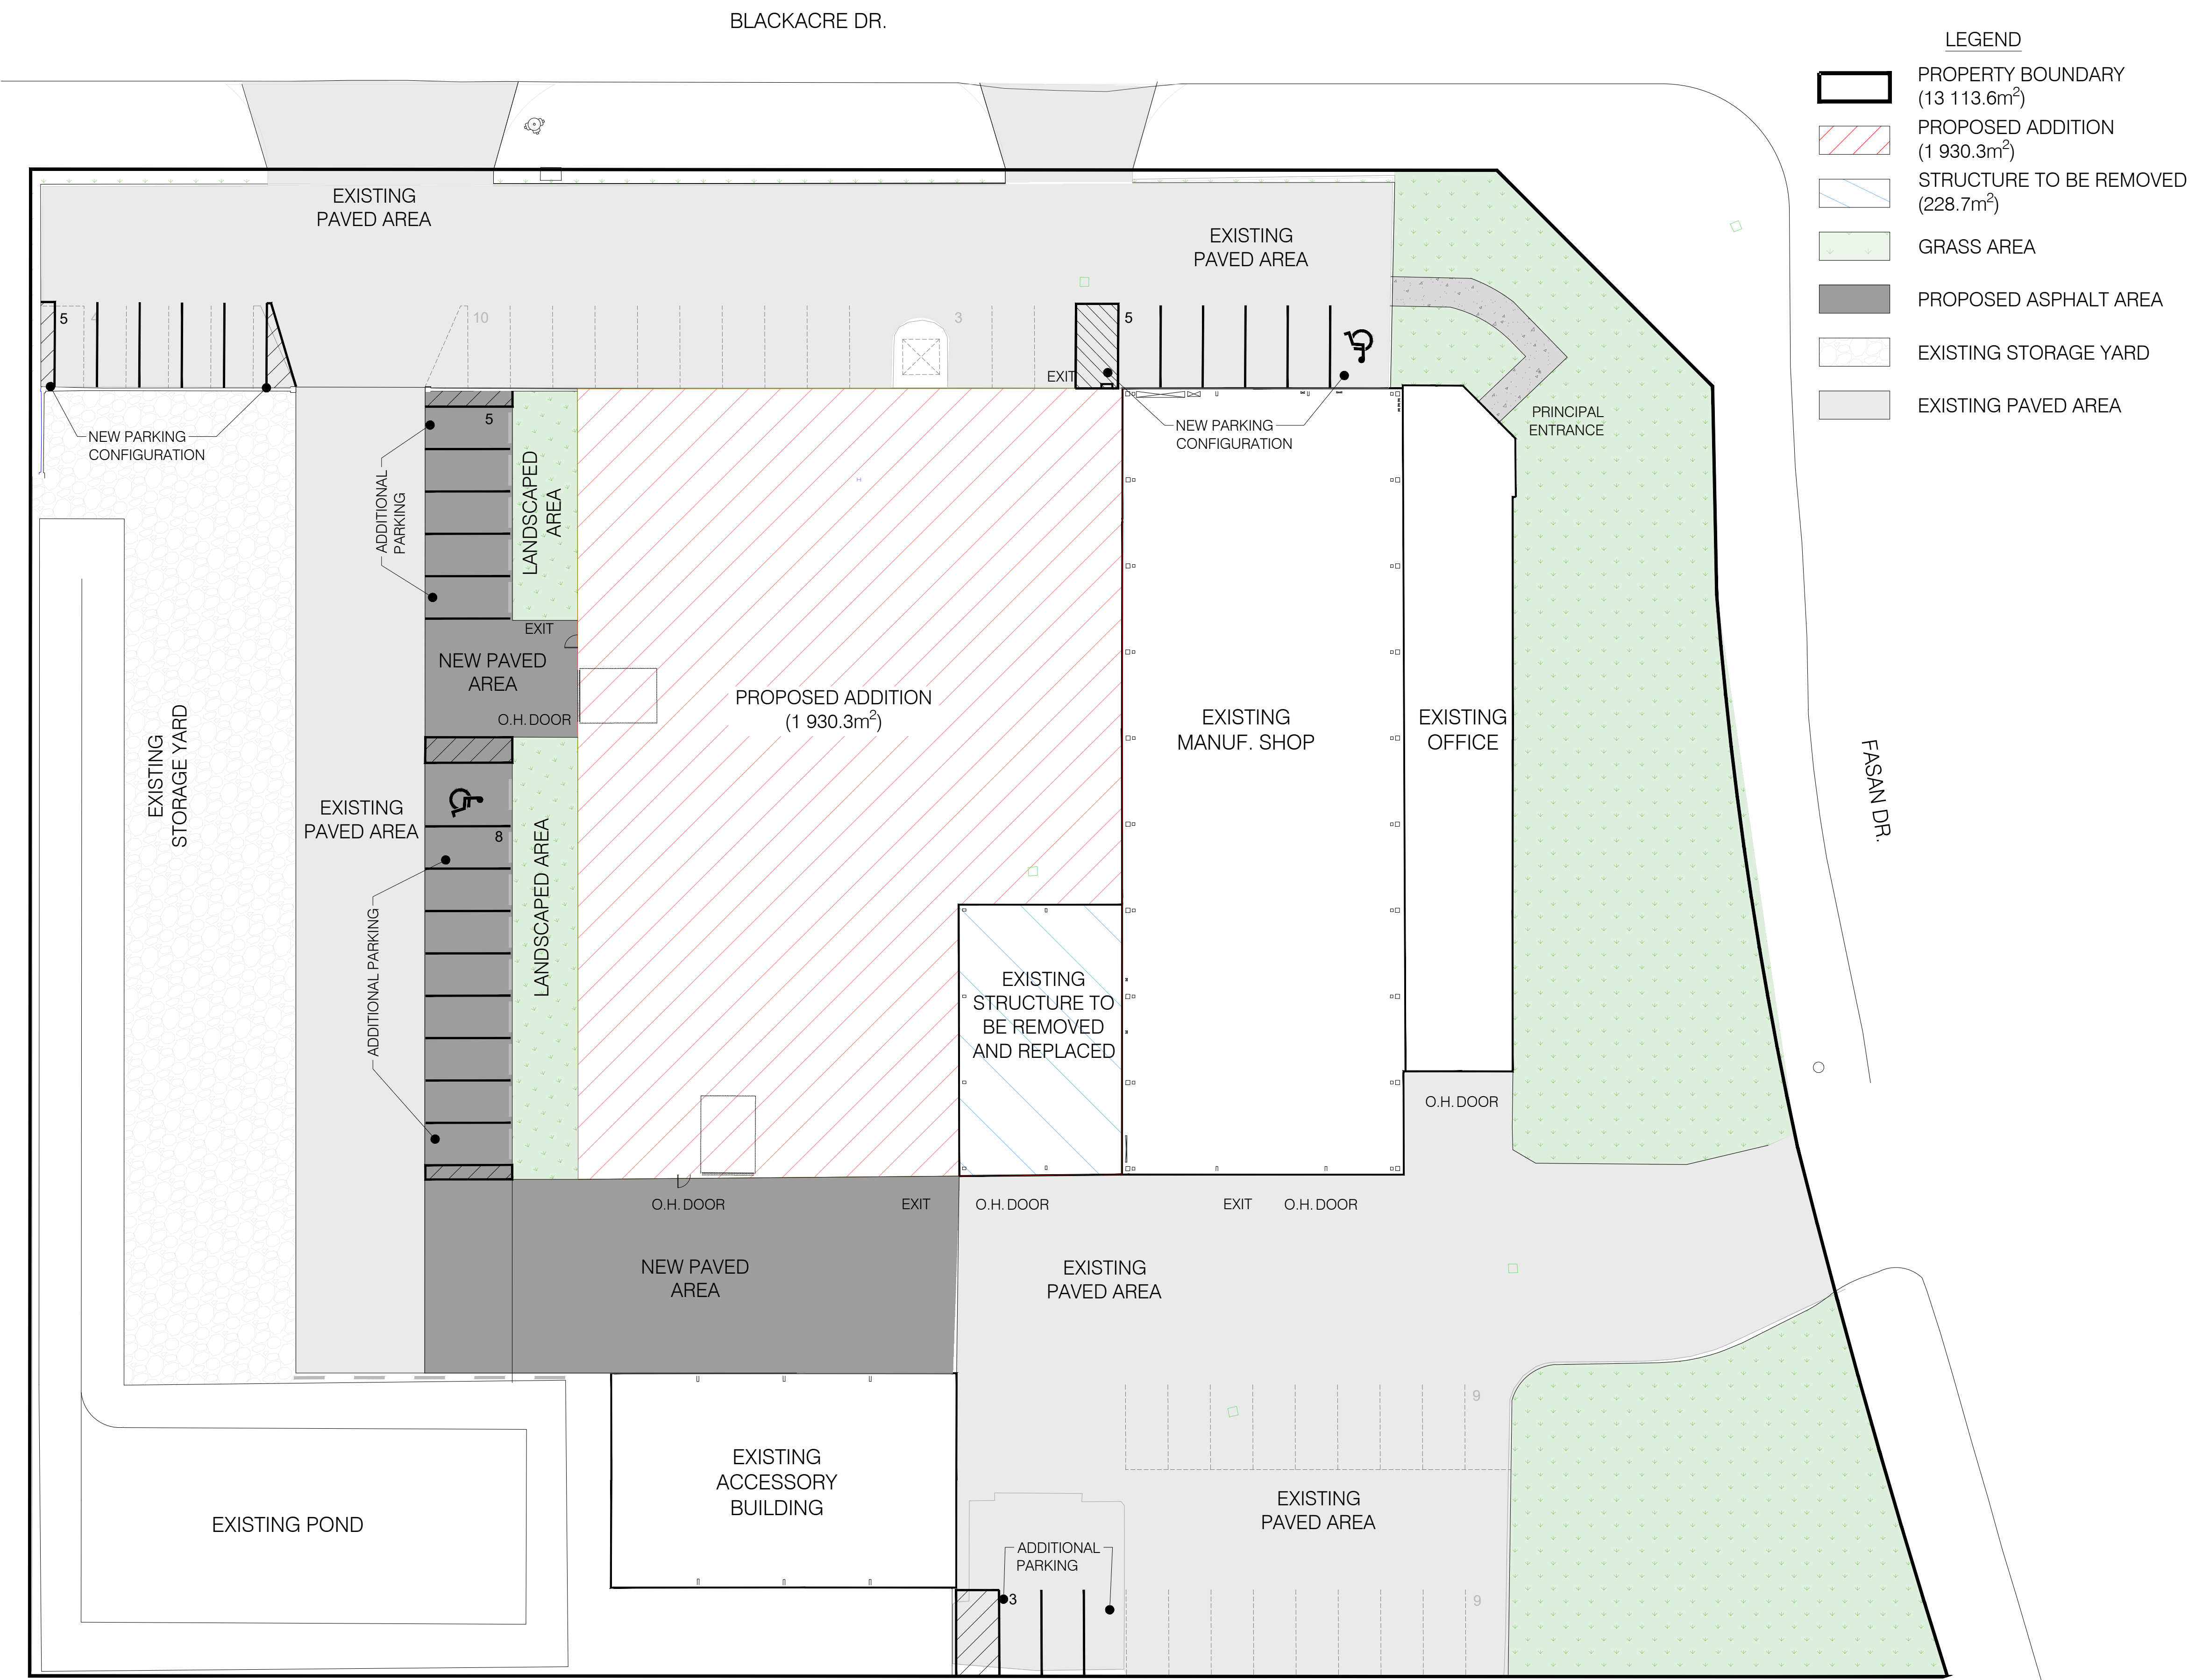 BLACKACRE DR.
LEGEND
PROPERTY BOUNDARY
(13 113.6m²)
PROPOSED ADDITION
(1 930.3m²)
STRUCTURE TO BE REMOVED
(228.7m²)
GRASS AREA
PROPOSED ASPHALT AREA
EXISTING STORAGE YARD
EXISTING PAVED AREA
EXISTING
PAVED AREA
EXISTING
PAVED AREA
5
4
10
3
5
EXIT
NEW PARKING
CONFIGURATION
NEW PARKING
CONFIGURATION
PRINCIPAL
ENTRANCE
5
ADDITIONAL
PARKING
LANDSCAPED
AREA
EXIT
NEW PAVED
AREA
O.H. DOOR
PROPOSED ADDITION
(1 930.3m²)
EXISTING
MANUF. SHOP
EXISTING
OFFICE
FASAN DR.
EXISTING
STORAGE YARD
EXISTING
PAVED AREA
8
LANDSCAPED AREA
ADDITIONAL PARKING
EXISTING
STRUCTURE TO
BE REMOVED
AND REPLACED
O.H. DOOR
O.H. DOOR
EXIT
O.H. DOOR
EXIT
O.H. DOOR
NEW PAVED
AREA
EXISTING
PAVED AREA
9
EXISTING
ACCESSORY
BUILDING
EXISTING POND
EXISTING
PAVED AREA
ADDITIONAL
PARKING
3
9